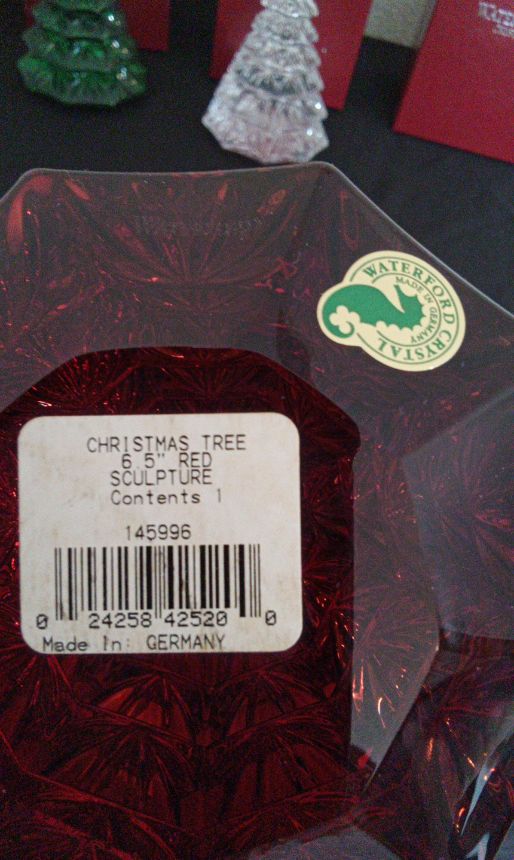 WATERFORD CRYSTAL
MADE IN GERMANY
CHRISTMAS TREE
6.5" RED
SCULPTURE
Contents 1
145996
0 24258 42520 0
Made In: GERMANY